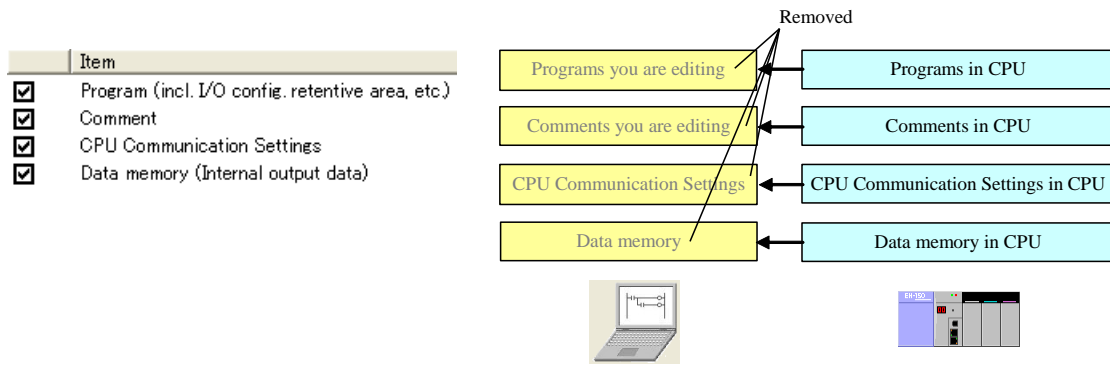 Removed
Item
Program (incl. I/O config. retentive area, etc.)
Comment
CPU Communication Settings
Data memory (Internal output data)
Programs you are editing
Programs in CPU
Comments you are editing
Comments in CPU
CPU Communication Settings
CPU Communication Settings in CPU
Data memory
Data memory in CPU
EH-150